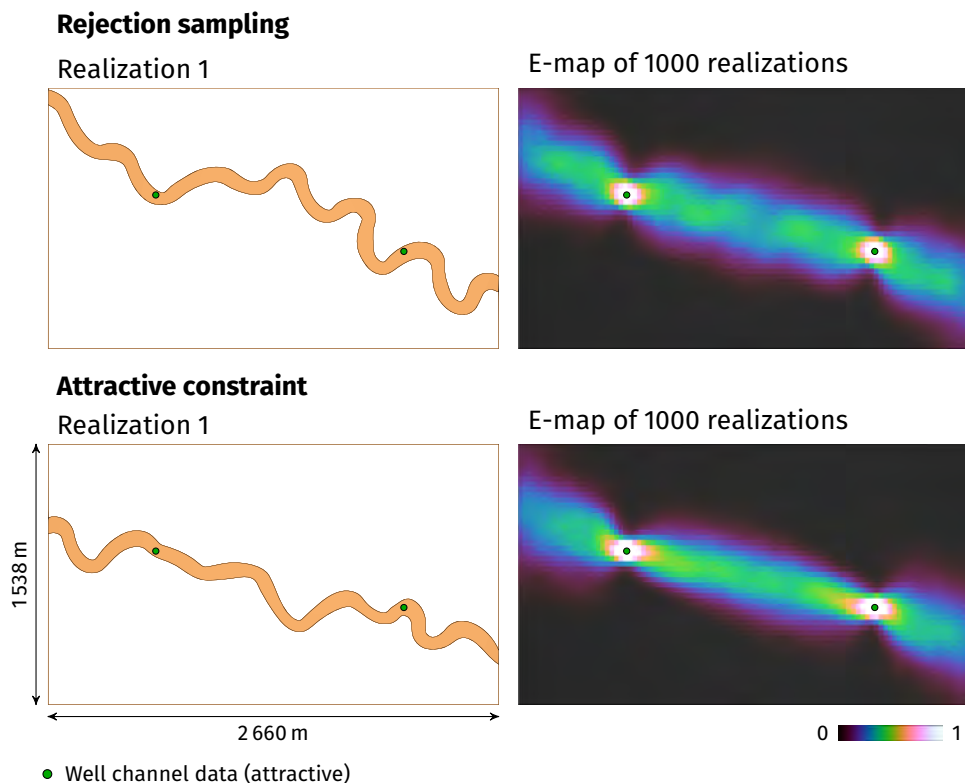 Rejection sampling
Realization 1
E-map of 1000 realizations
Attractive constraint
Realization 1
E-map of 1000 realizations
1 538 m
2 660 m
0 1
Well channel data (attractive)